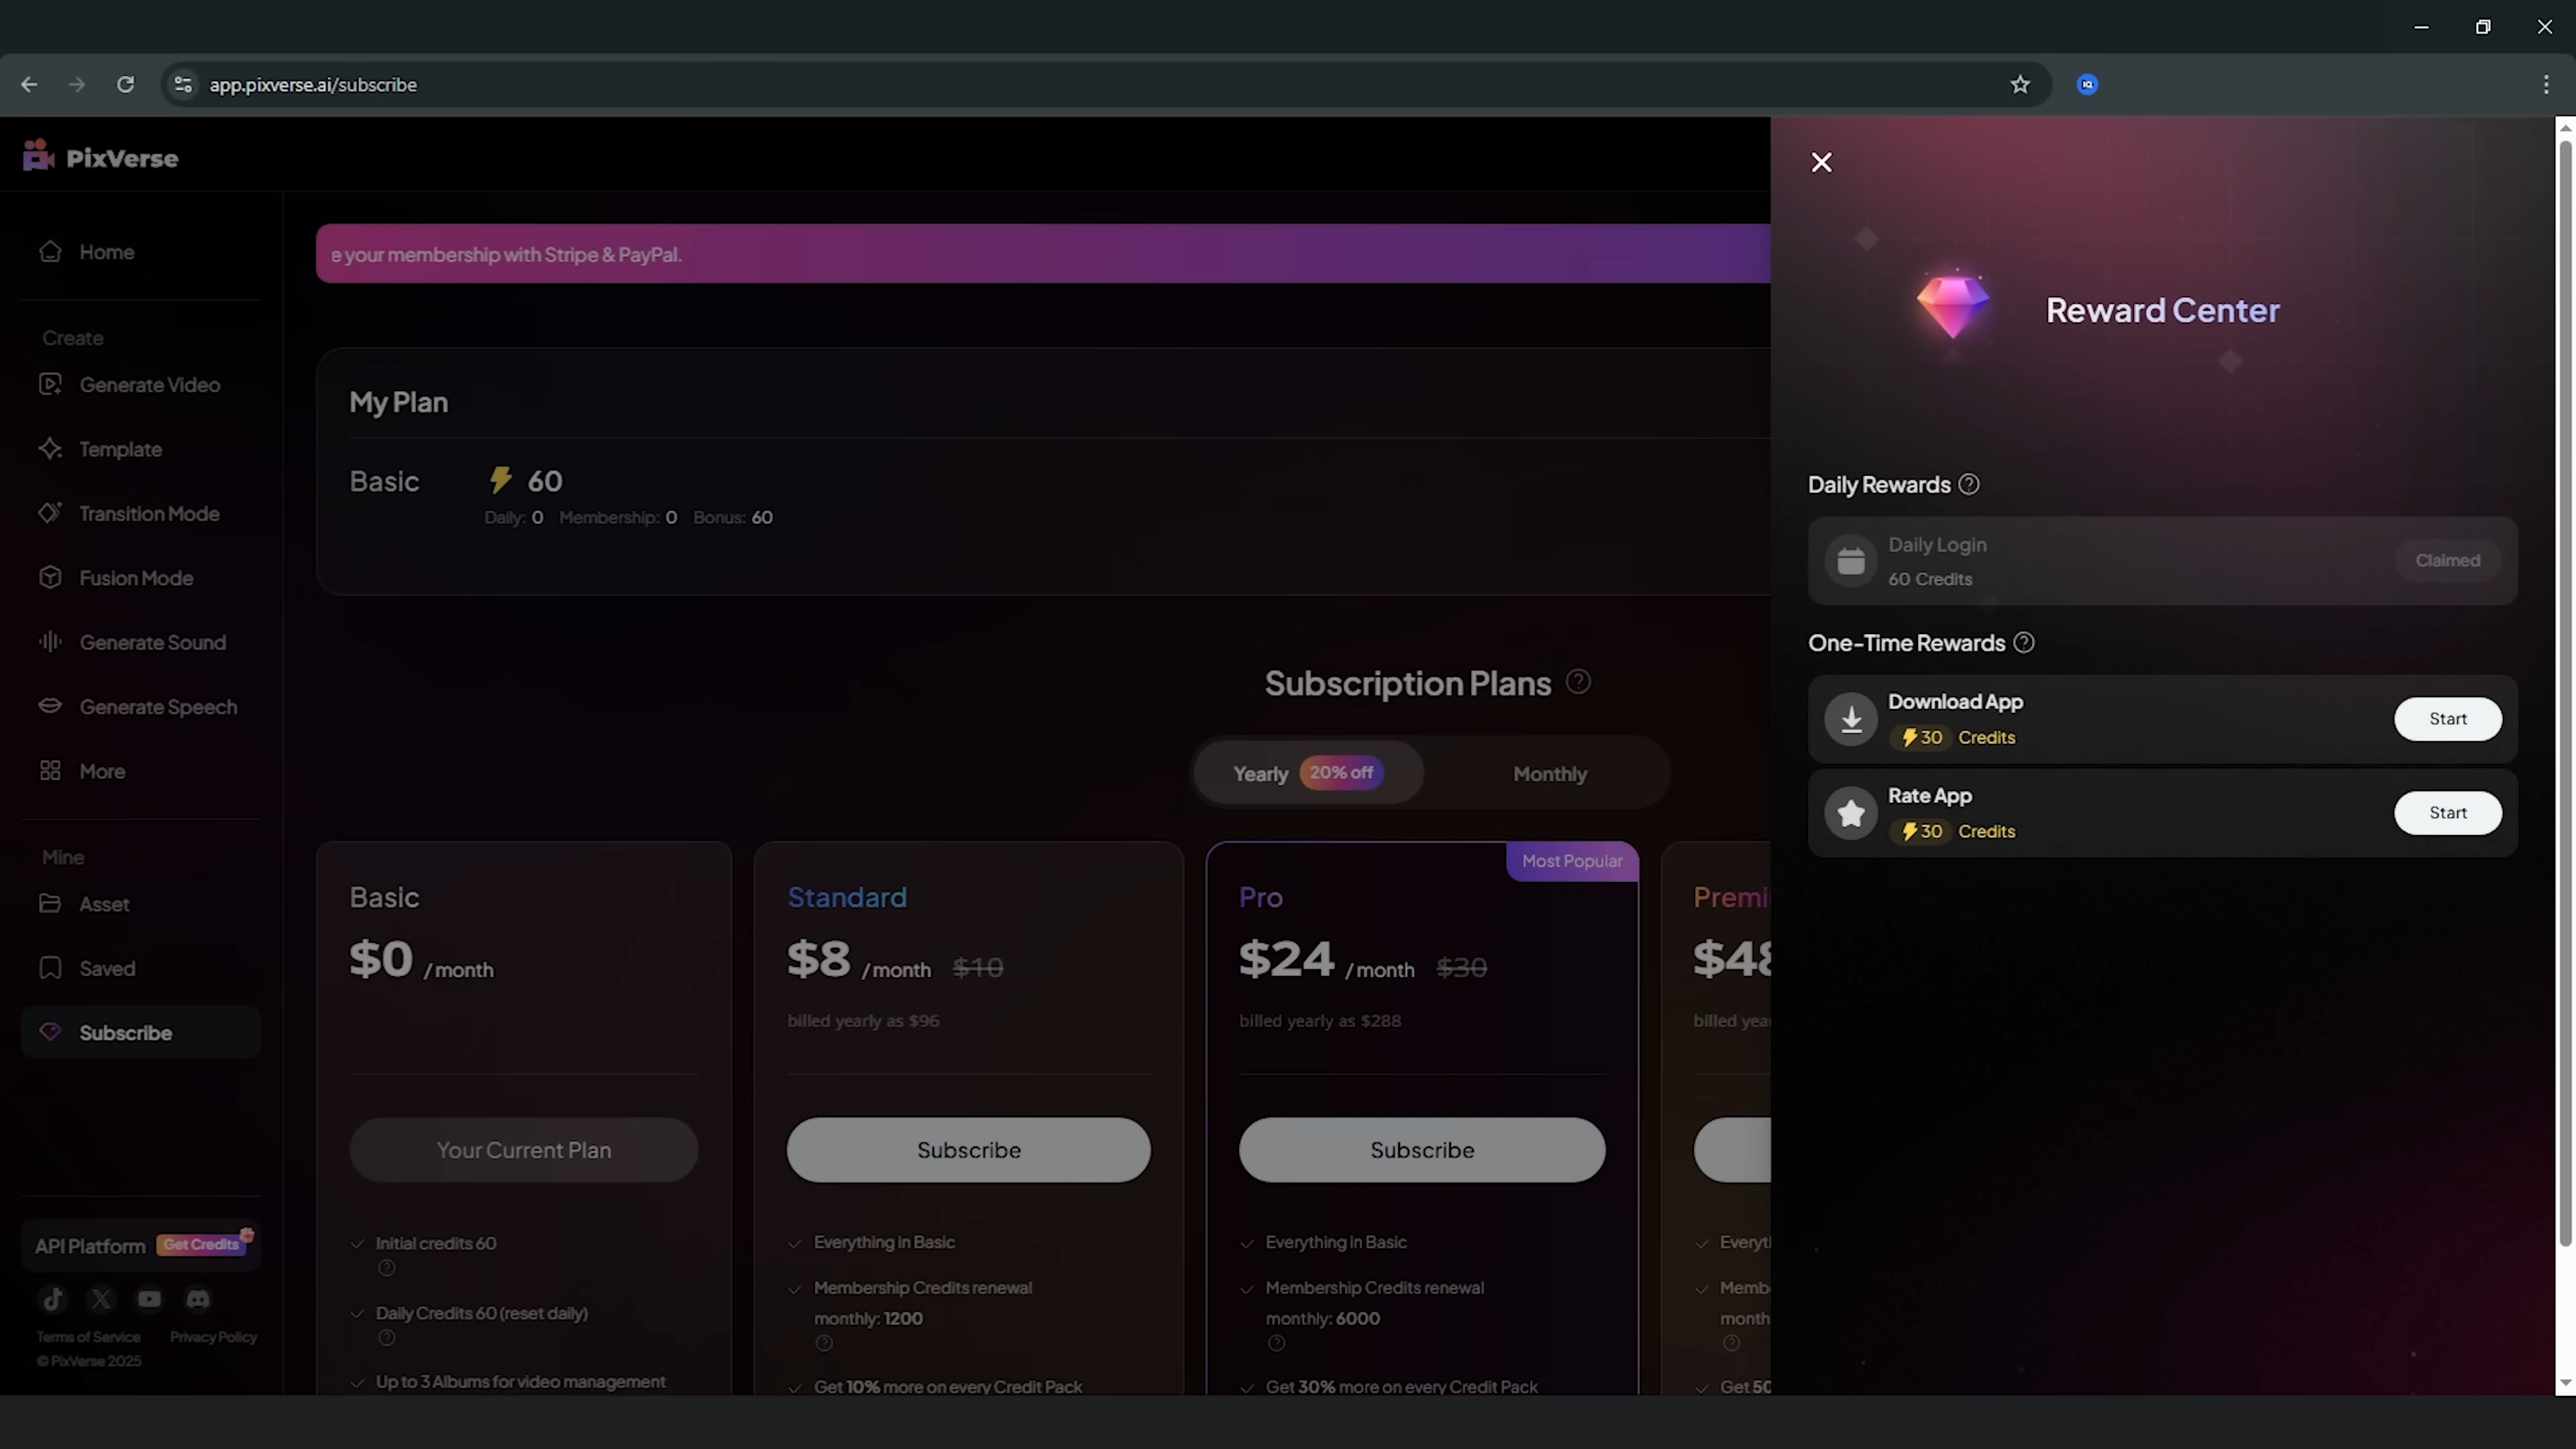 app.pixverse.ai/subscribe
PixVerse
Home
Create
Generate Video
Template
Transition Mode
Fusion Mode
Generate Sound
Generate Speech
More
Mine
Asset
Saved
Subscribe
API Platform Get Credits
Terms of Service Privacy Policy
© PixVerse 2025
e your membership with Stripe & PayPal.
My Plan
Basic 60
Daily: 0 Membership: 0 Bonus: 60
Subscription Plans
Yearly 20% off Monthly
Basic
$0 /month
Your Current Plan
Initial credits 60
Daily Credits 60 (reset daily)
Up to 3 Albums for video management
Standard
$8 /month $10
billed yearly as $96
Subscribe
Everything in Basic
Membership Credits renewal
monthly: 1200
Get 10% more on every Credit Pack
Most Popular
Pro
$24 /month $30
billed yearly as $288
Subscribe
Everything in Basic
Membership Credits renewal
monthly: 6000
Get 30% more on every Credit Pack
Premi
$48
billed yea
Everyt
Memb
month
Get 50
Reward Center
Daily Rewards
Daily Login
60 Credits
Claimed
One-Time Rewards
Download App
30 Credits
Start
Rate App
30 Credits
Start